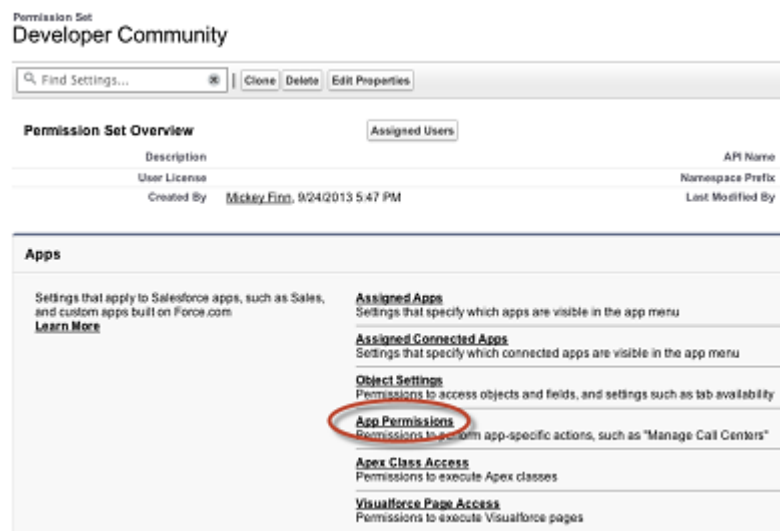 Permission Set
Developer Community
Find Settings...
Clone Delete Edit Properties
Permission Set Overview Assigned Users
Description API Name
User License Namespace Prefix
Created By Mickey Finn, 9/24/2013 5:47 PM Last Modified By
Apps
Settings that apply to Salesforce apps, such as Sales,
and custom apps built on Force.com
Learn More
Assigned Apps
Settings that specify which apps are visible in the app menu
Assigned Connected Apps
Settings that specify which connected apps are visible in the app menu
Object Settings
Permissions to access objects and fields, and settings such as tab availability
App Permissions
Permissions to perform app-specific actions, such as "Manage Call Centers"
Apex Class Access
Permissions to execute Apex classes
Visualforce Page Access
Permissions to execute Visualforce pages